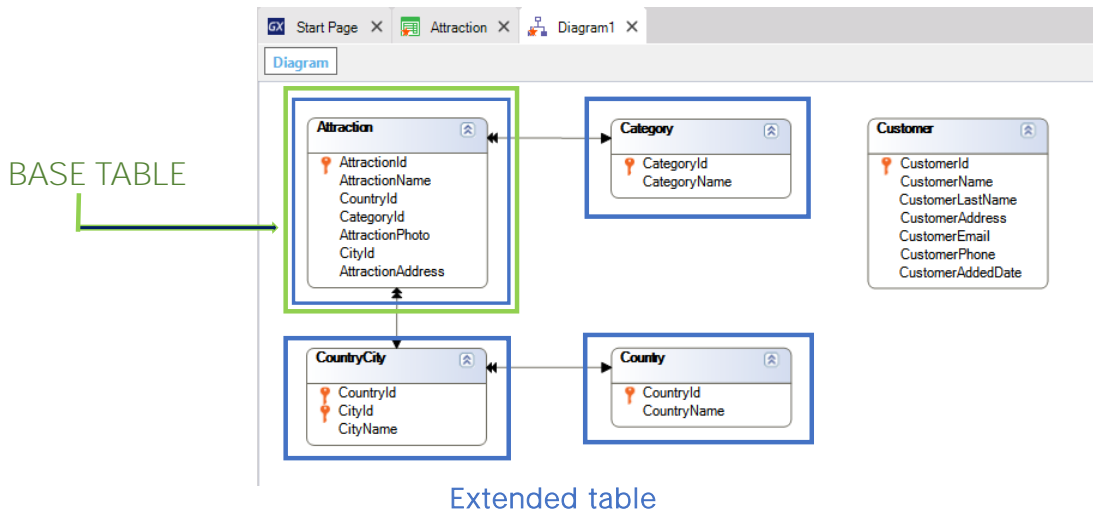 GX Start Page Attraction Diagram1
Diagram
BASE TABLE
Attraction
AttractionId
AttractionName
CountryId
CategoryId
AttractionPhoto
CityId
AttractionAddress
Category
CategoryId
CategoryName
Customer
CustomerId
CustomerName
CustomerLastName
CustomerAddress
CustomerEmail
CustomerPhone
CustomerAddedDate
CountryCity
CountryId
CityId
CityName
Country
CountryId
CountryName
Extended table